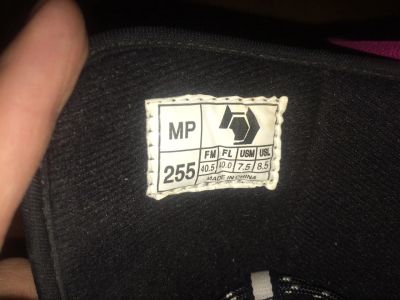 MP
255
FM FL USM USL
40.5 40.0 7.5 8.5
MADE IN CHINA